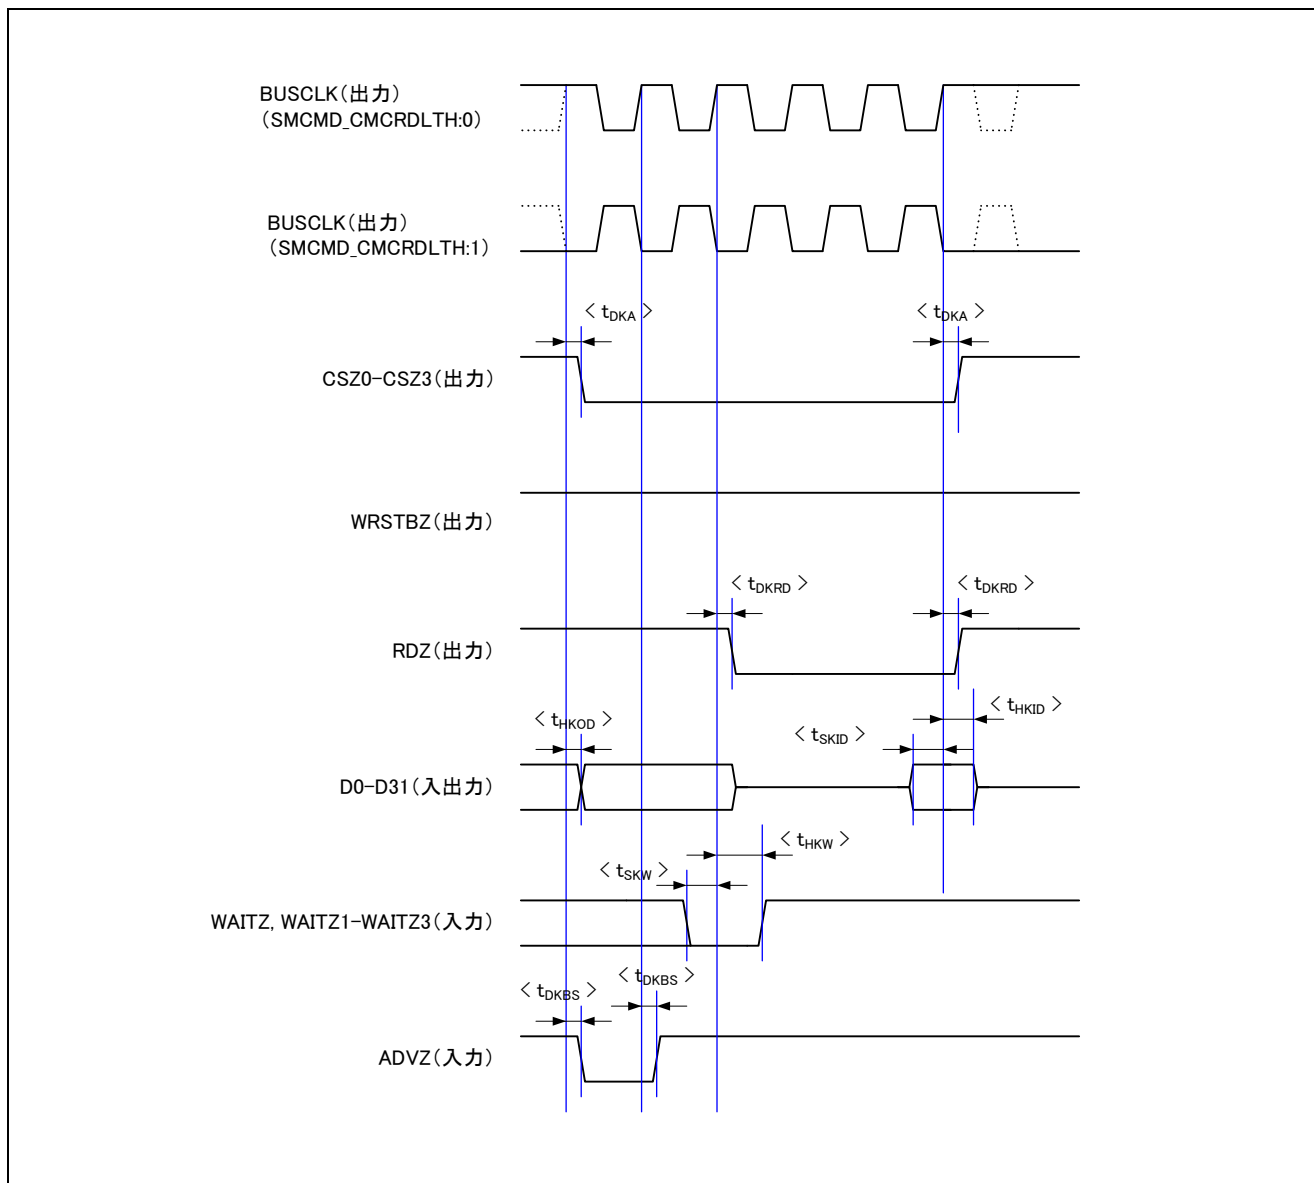 BUSCLK(出力)
(SMCMD_CMCRDLTH:0)
BUSCLK(出力)
(SMCMD_CMCRDLTH:1)
< tDKA >
< tDKA >
CSZ0-CSZ3(出力)
WRSTBZ(出力)
< tDKRD >
< tDKRD >
RDZ(出力)
< tHKOD >
< tSKID >
< tHKID >
D0-D31(入出力)
< tSKW >
< tHKW >
WAITZ, WAITZ1-WAITZ3(入力)
< tDKBS >
< tDKBS >
ADVZ(入力)